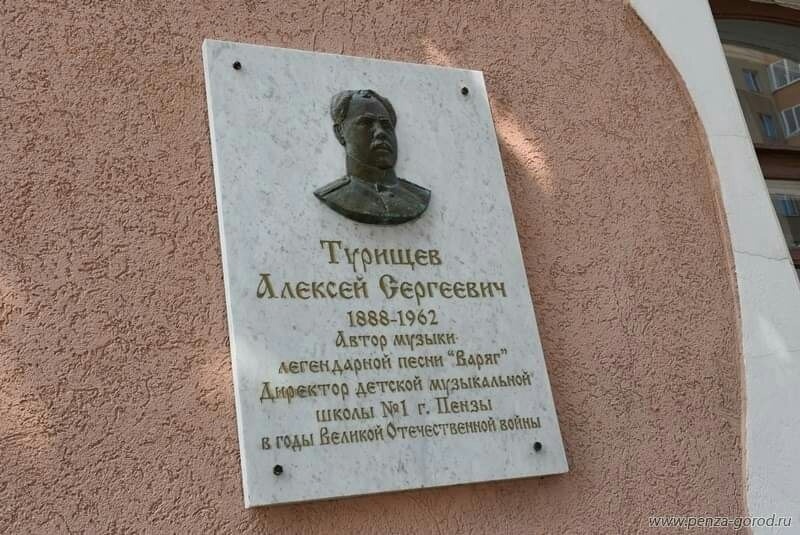 Турищев
Алексей Сергеевич
1888-1962
Автор музыки
легендарной песни "Варяг"
Директор детской музыкальной
школы №1 г. Пензы
в годы Великой Отечественной войны
www.penza-gorod.ru